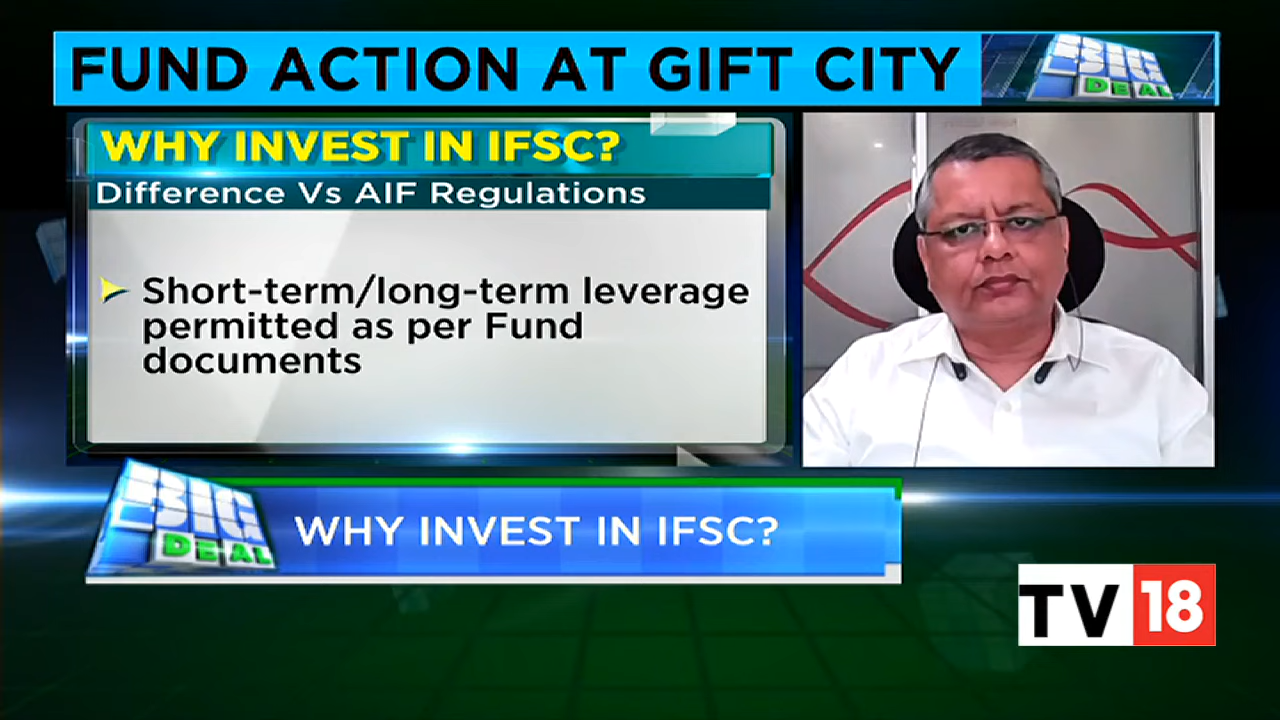 FUND ACTION AT GIFT CITY
BIG
DEAL
WHY INVEST IN IFSC?
Difference Vs AIF Regulations
Short-term/long-term leverage
permitted as per Fund
documents
BIG
DEAL
WHY INVEST IN IFSC?
TV18